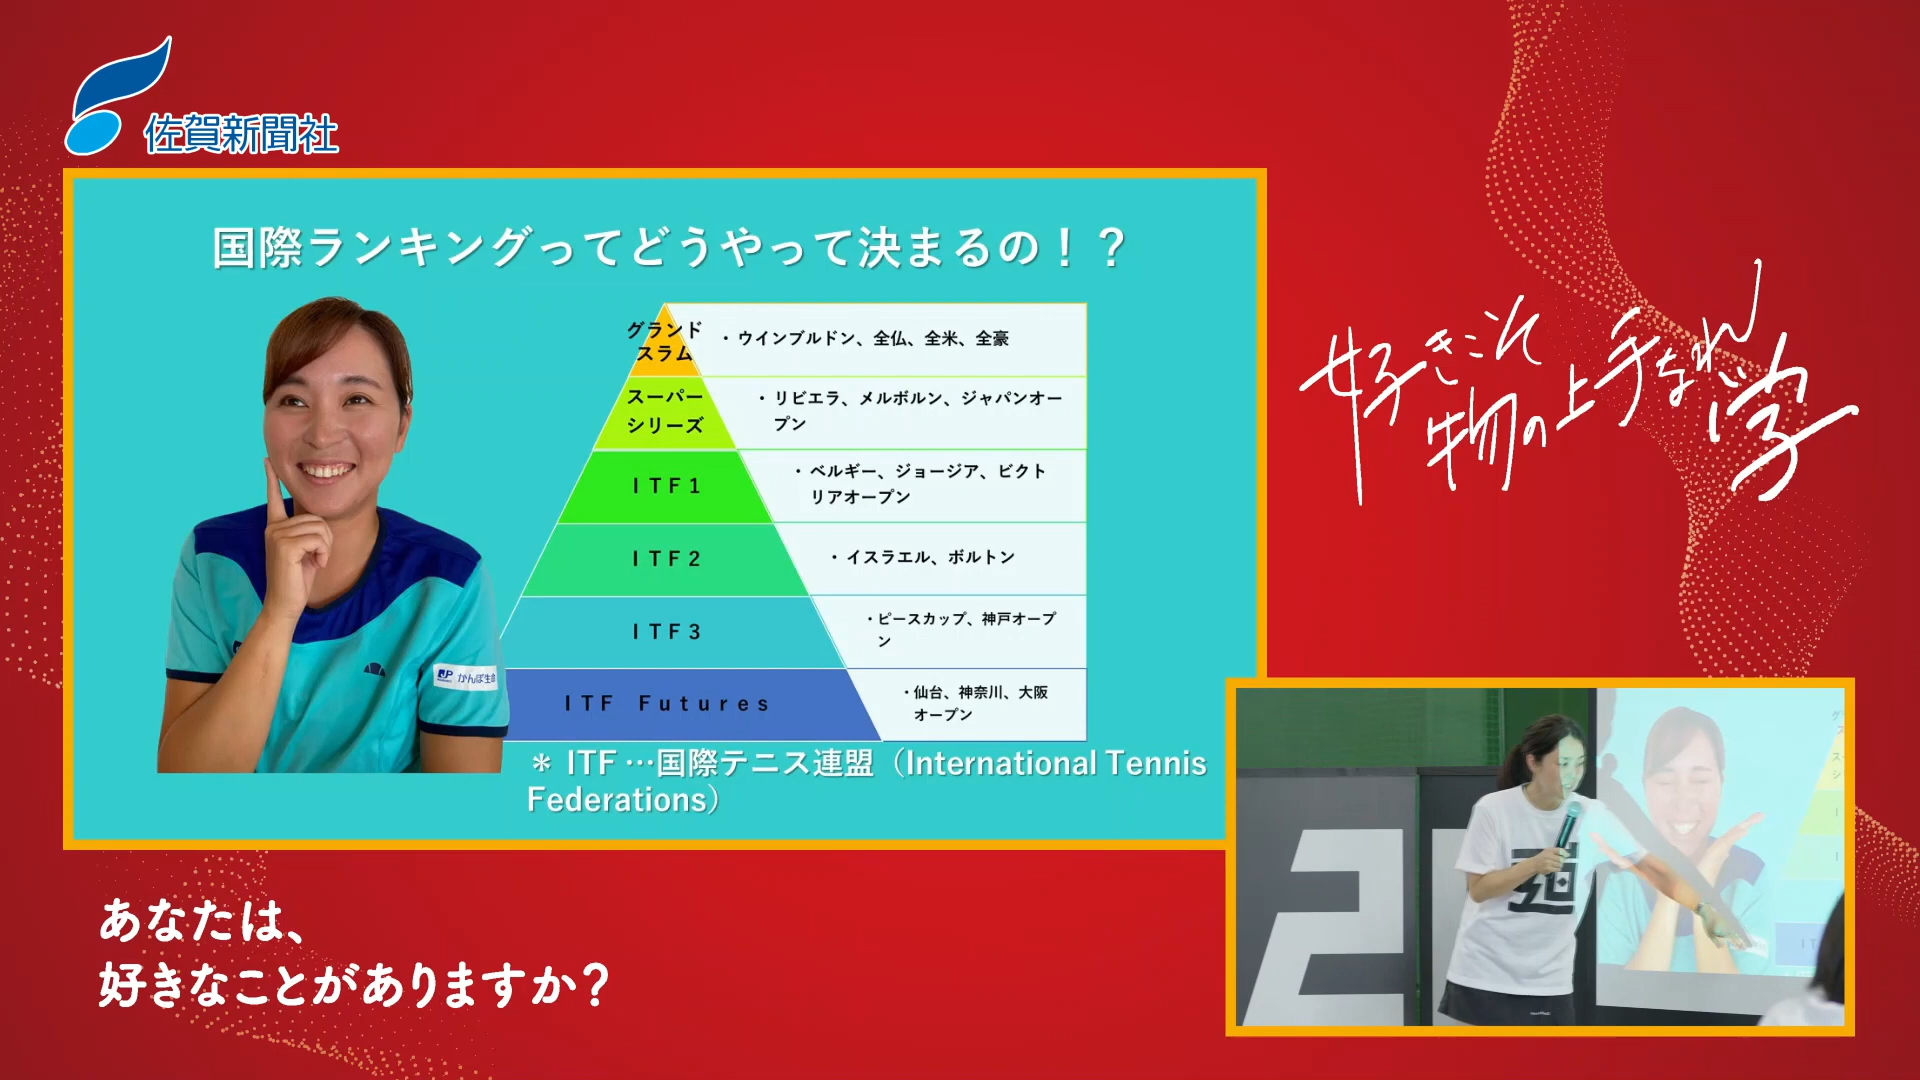 佐賀新聞社
国際ランキングってどうやって決まるの！？
グランド
スラム
・ウインブルドン、全仏、全米、全豪
スーパー
シリーズ
・リビエラ、メルボルン、ジャパンオー
プン
ITF1
・ベルギー、ジョージア、ビクト
リアオープン
ITF2
・イスラエル、ボルトン
ITF3
・ピースカップ、神戸オープ
ン
ITF Futures
・仙台、神奈川、大阪
オープン
＊ ITF…国際テニス連盟（International Tennis
Federations）
JP かんぽ生命
好きこそ
物の上手なれ学
あなたは、
好きなことがありますか？